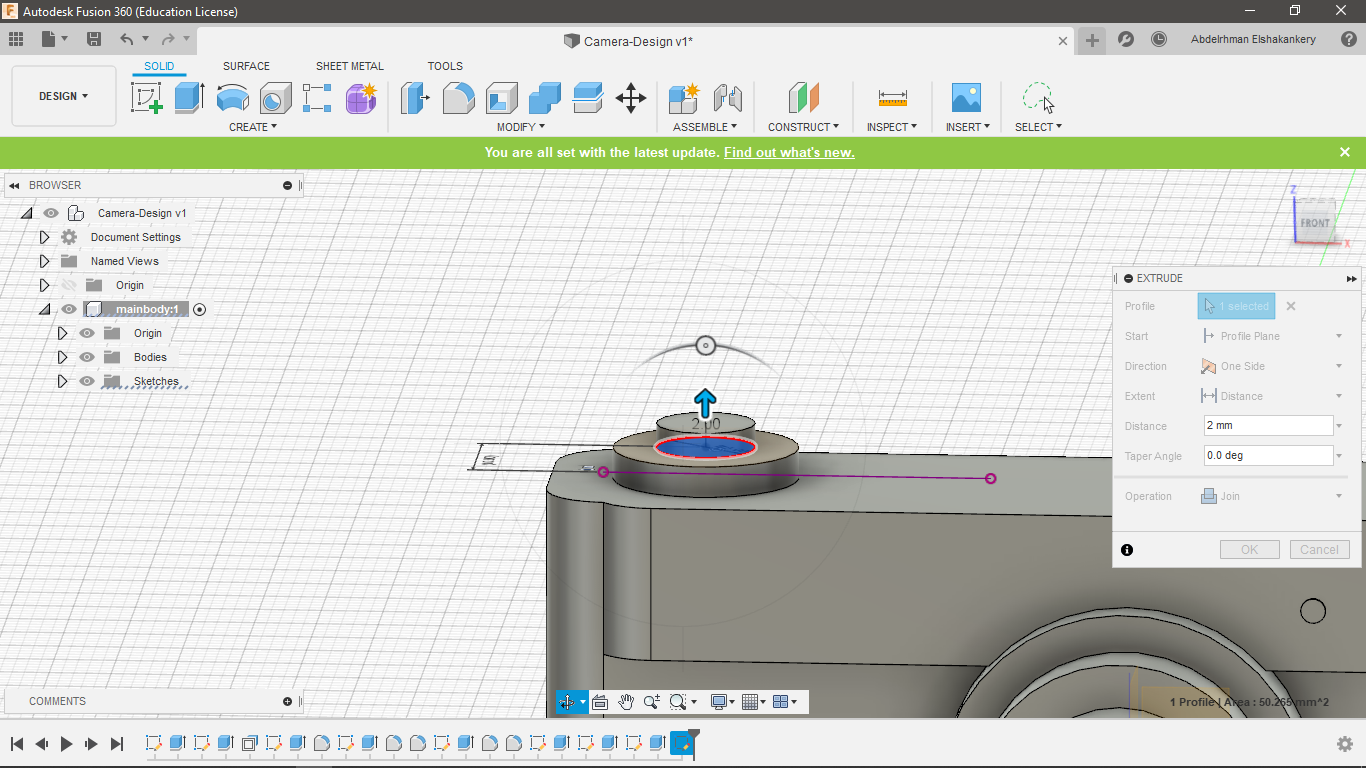 Autodesk Fusion 360 (Education License)
Camera-Design v1*
Abdelrhman Elshakankery
SOLID SURFACE SHEET METAL TOOLS
DESIGN
CREATE MODIFY ASSEMBLE CONSTRUCT INSPECT INSERT SELECT
You are all set with the latest update. Find out what's new.
BROWSER
Camera-Design v1
Document Settings
Named Views
Origin
mainbody:1
Origin
Bodies
Sketches
Z
FRONT
X
EXTRUDE
Profile 1 selected
Start Profile Plane
Direction One Side
Extent Distance
Distance 2 mm
Taper Angle 0.0 deg
Operation Join
OK Cancel
2.00
COMMENTS
1 Profile | Area : 50.265 mm^2